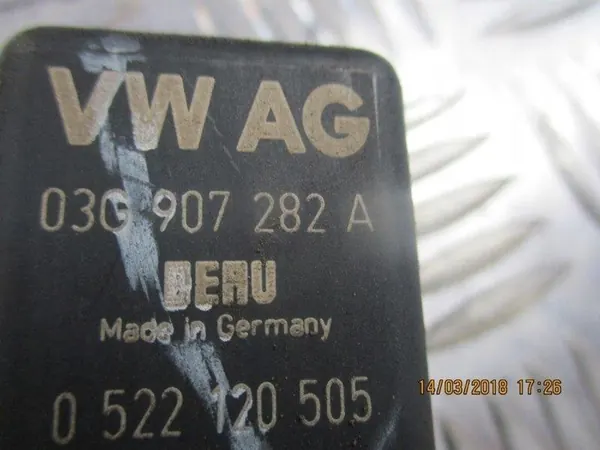 VW AG
03G 907 282 A
BERU
Made in Germany
0 522 120 505
14/03/2018 17:26